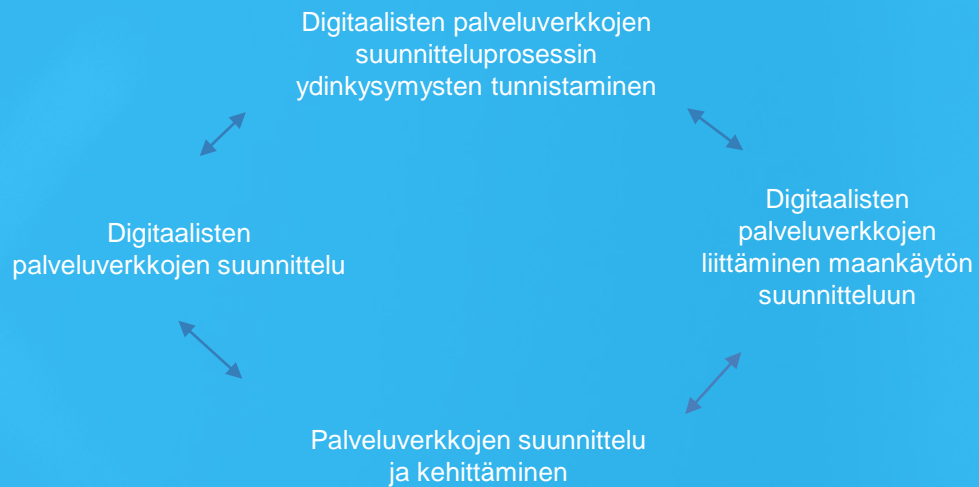 Digitaalisten palveluverkkojen
suunnitteluprosessin
ydinkysymysten tunnistaminen
Digitaalisten
palveluverkkojen suunnittelu
Digitaalisten
palveluverkkojen
liittäminen maankäytön
suunnitteluun
Palveluverkkojen suunnittelu
ja kehittäminen